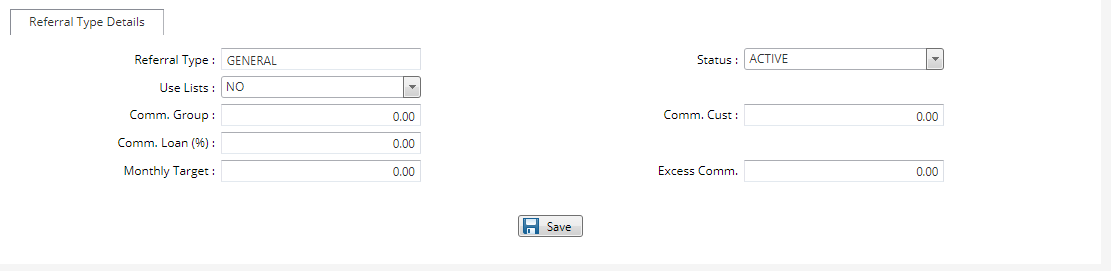 Referral Type Details
Referral Type : GENERAL Status : ACTIVE
Use Lists : NO
Comm. Group : 0.00 Comm. Cust : 0.00
Comm. Loan (%) : 0.00
Monthly Target : 0.00 Excess Comm. 0.00
Save